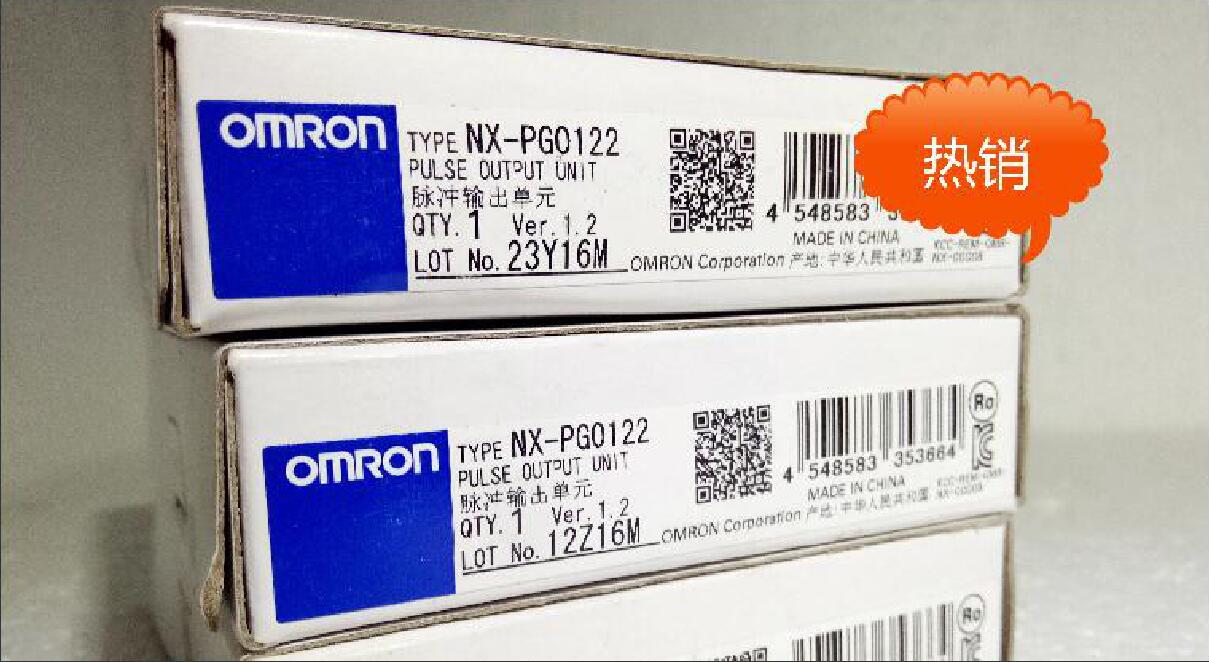 OMRON
TYPE NX-PG0122
PULSE OUTPUT UNIT
脉冲输出单元
QTY. 1 Ver. 1.2
LOT No. 23Y16M
4 548583
MADE IN CHINA
OMRON Corporation 产地:中华人民共和国
热销
OMRON
TYPE NX-PG0122
PULSE OUTPUT UNIT
脉冲输出单元
QTY. 1 Ver. 1.2
LOT No. 12Z16M
4 548583 353664
MADE IN CHINA
OMRON Corporation 产地:中华人民共和国
Ro
Ro